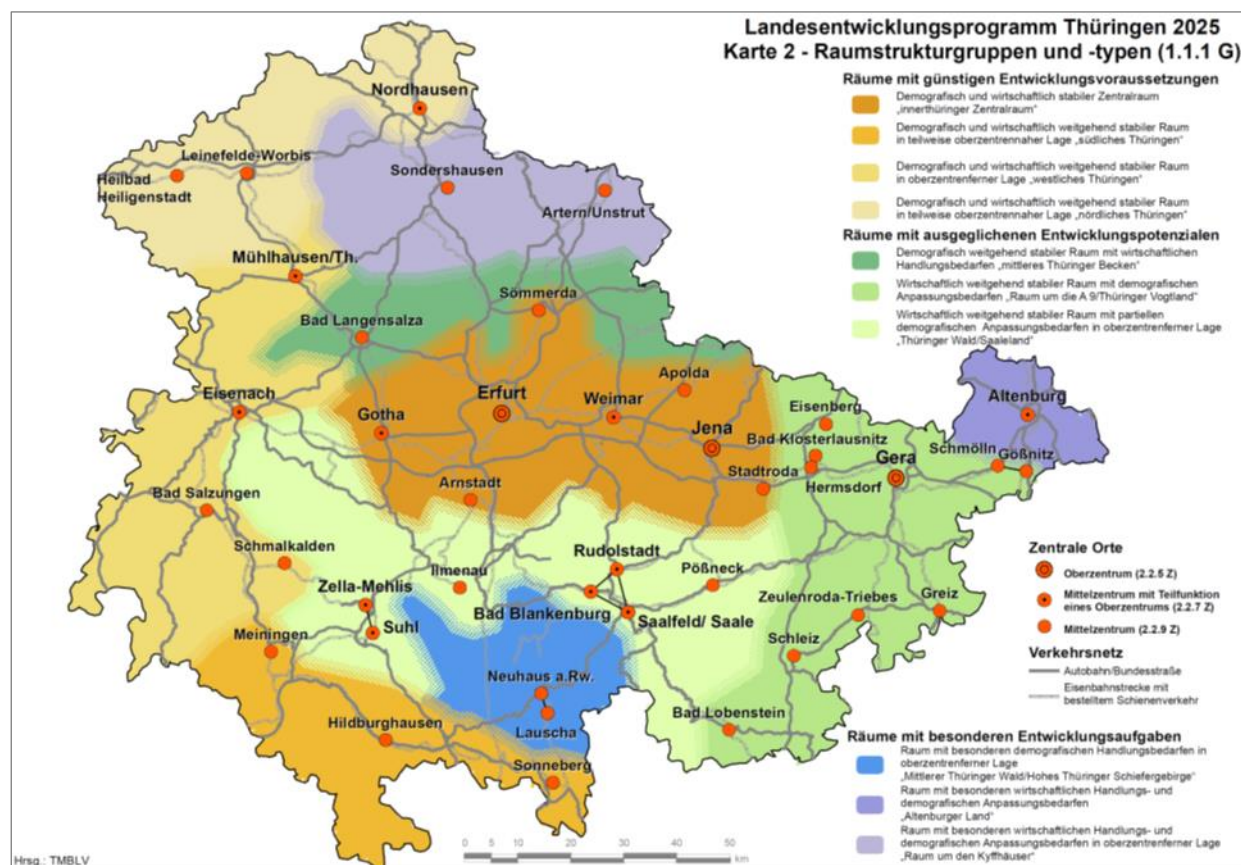 Landesentwicklungsprogramm Thüringen 2025
Karte 2 - Raumstrukturgruppen und -typen (1.1.1 G)
Räume mit günstigen Entwicklungsvoraussetzungen
Demografisch und wirtschaftlich stabiler Zentralraum
„innerthüringer Zentralraum"
Demografisch und wirtschaftlich weitgehend stabiler Raum
in teilweise oberzentrennaher Lage „südliches Thüringen"
Demografisch und wirtschaftlich weitgehend stabiler Raum
in oberzentrenferner Lage „westliches Thüringen"
Demografisch und wirtschaftlich weitgehend stabiler Raum
in teilweise oberzentrennaher Lage „nördliches Thüringen"
Räume mit ausgeglichenen Entwicklungspotenzialen
Demografisch weitgehend stabiler Raum mit wirtschaftlichen
Handlungsbedarfen „mittleres Thüringer Becken"
Wirtschaftlich weitgehend stabiler Raum mit demografischen
Anpassungsbedarfen „Raum um die A 9/Thüringer Vogtland"
Wirtschaftlich weitgehend stabiler Raum mit partiellen
demografischen Anpassungsbedarfen in oberzentrenferner Lage
„Thüringer Wald/Saaleland"
Nordhausen
Leinefelde-Worbis
Heilbad
Heiligenstadt
Sondershausen
Artern/Unstrut
Mühlhausen/Th.
Sömmerda
Bad Langensalza
Apolda
Eisenach
Erfurt
Weimar
Gotha
Jena
Eisenberg
Altenburg
Bad Klosterlausnitz
Schmölln
Gößnitz
Gera
Stadtroda
Hermsdorf
Arnstadt
Bad Salzungen
Schmalkalden
Rudolstadt
Ilmenau
Pößneck
Zella-Mehlis
Bad Blankenburg
Saalfeld/ Saale
Zeulenroda-Triebes
Greiz
Suhl
Meiningen
Schleiz
Neuhaus a.Rw.
Lauscha
Hildburghausen
Bad Lobenstein
Sonneberg
Zentrale Orte
Oberzentrum (2.2.5 Z)
Mittelzentrum mit Teilfunktion
eines Oberzentrums (2.2.7 Z)
Mittelzentrum (2.2.9 Z)
Verkehrsnetz
Autobahn/Bundesstraße
Eisenbahnstrecke mit
bestelltem Schienenverkehr
Räume mit besonderen Entwicklungsaufgaben
Raum mit besonderen demografischen Handlungsbedarfen in
oberzentrenferner Lage
„Mittlerer Thüringer Wald/Hohes Thüringer Schiefergebirge"
Raum mit besonderen wirtschaftlichen Handlungs- und
demografischen Anpassungsbedarfen
„Altenburger Land"
Raum mit besonderen wirtschaftlichen Handlungs- und
demografischen Anpassungsbedarfen in oberzentrenferner Lage
„Raum um den Kyffhäuser"
0 10 20 30 40 50
km
Hrsg.: TMBLV